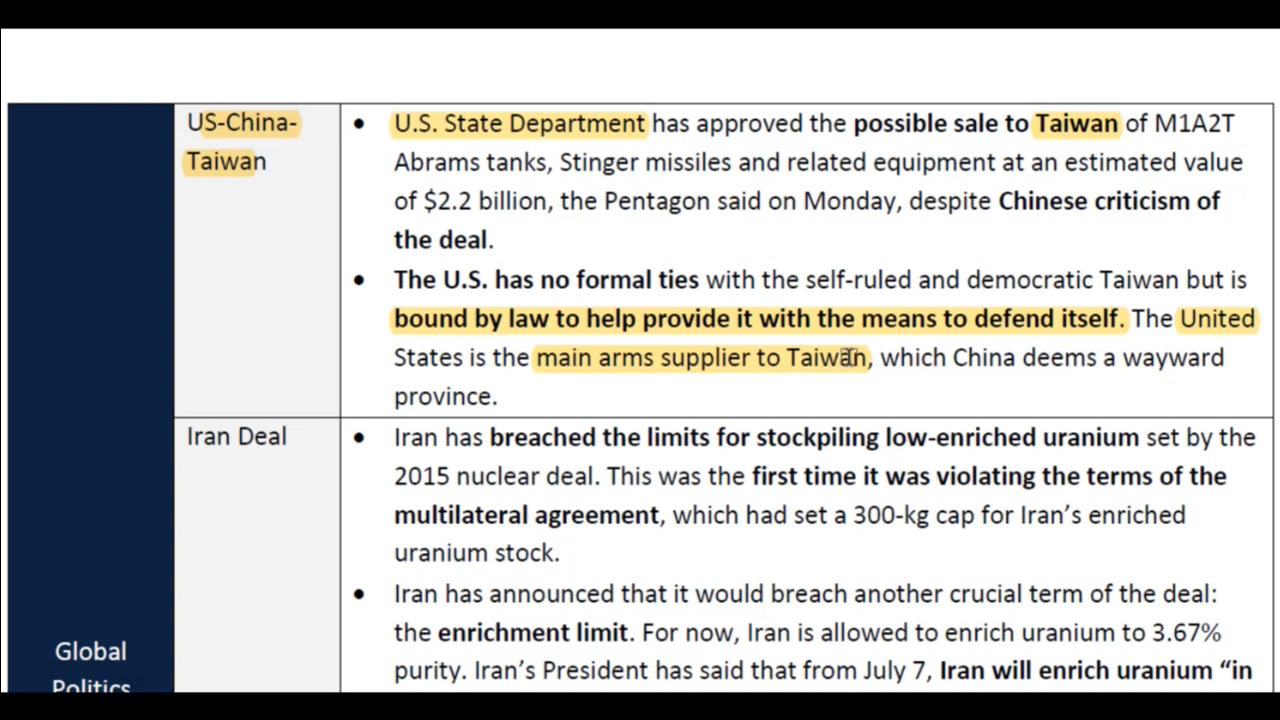 US-China-
Taiwan
• U.S. State Department has approved the possible sale to Taiwan of M1A2T
Abrams tanks, Stinger missiles and related equipment at an estimated value
of $2.2 billion, the Pentagon said on Monday, despite Chinese criticism of
the deal.
• The U.S. has no formal ties with the self-ruled and democratic Taiwan but is
bound by law to help provide it with the means to defend itself. The United
States is the main arms supplier to Taiwan, which China deems a wayward
province.
Iran Deal
• Iran has breached the limits for stockpiling low-enriched uranium set by the
2015 nuclear deal. This was the first time it was violating the terms of the
multilateral agreement, which had set a 300-kg cap for Iran’s enriched
uranium stock.
• Iran has announced that it would breach another crucial term of the deal:
the enrichment limit. For now, Iran is allowed to enrich uranium to 3.67%
purity. Iran’s President has said that from July 7, Iran will enrich uranium “in
Global
Politics